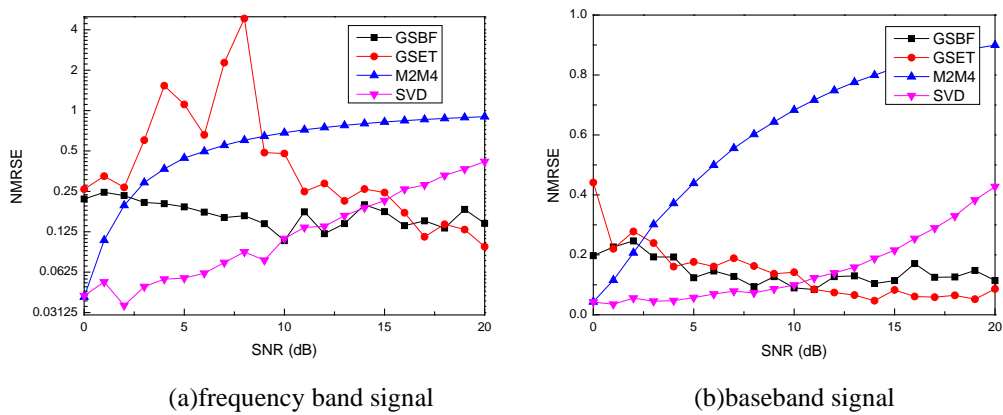 4
2
1
0.5
0.25
0.125
0.0625
0.03125
NMRSE
0
5
10
15
20
SNR (dB)
GSBF
GSET
M2M4
SVD
(a)frequency band signal
1.0
0.8
0.6
0.4
0.2
0.0
NMRSE
0
5
10
15
20
SNR (dB)
GSBF
GSET
M2M4
SVD
(b)baseband signal